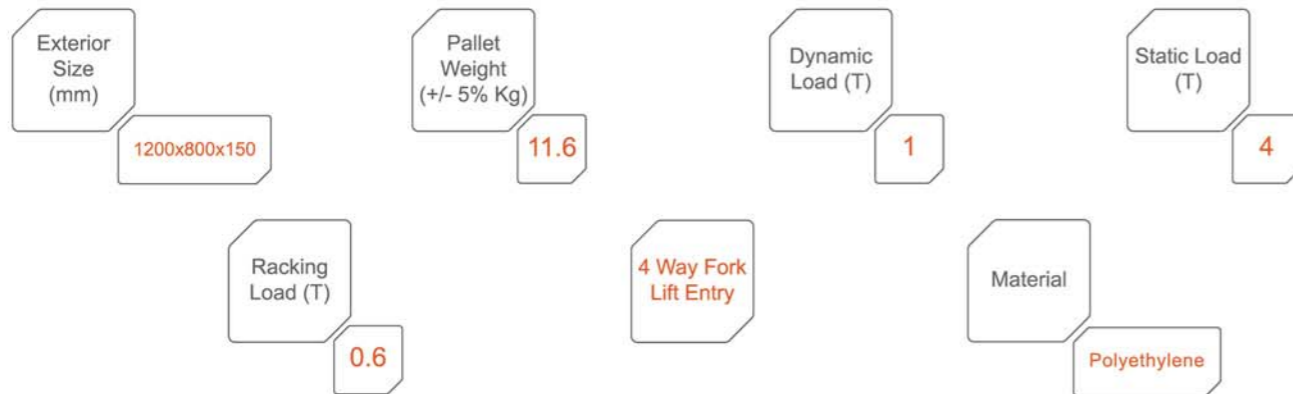 Exterior
Size
(mm)
1200x800x150
Pallet
Weight
(+/- 5% Kg)
11.6
Dynamic
Load (T)
1
Static Load
(T)
4
Racking
Load (T)
0.6
4 Way Fork
Lift Entry
Material
Polyethylene